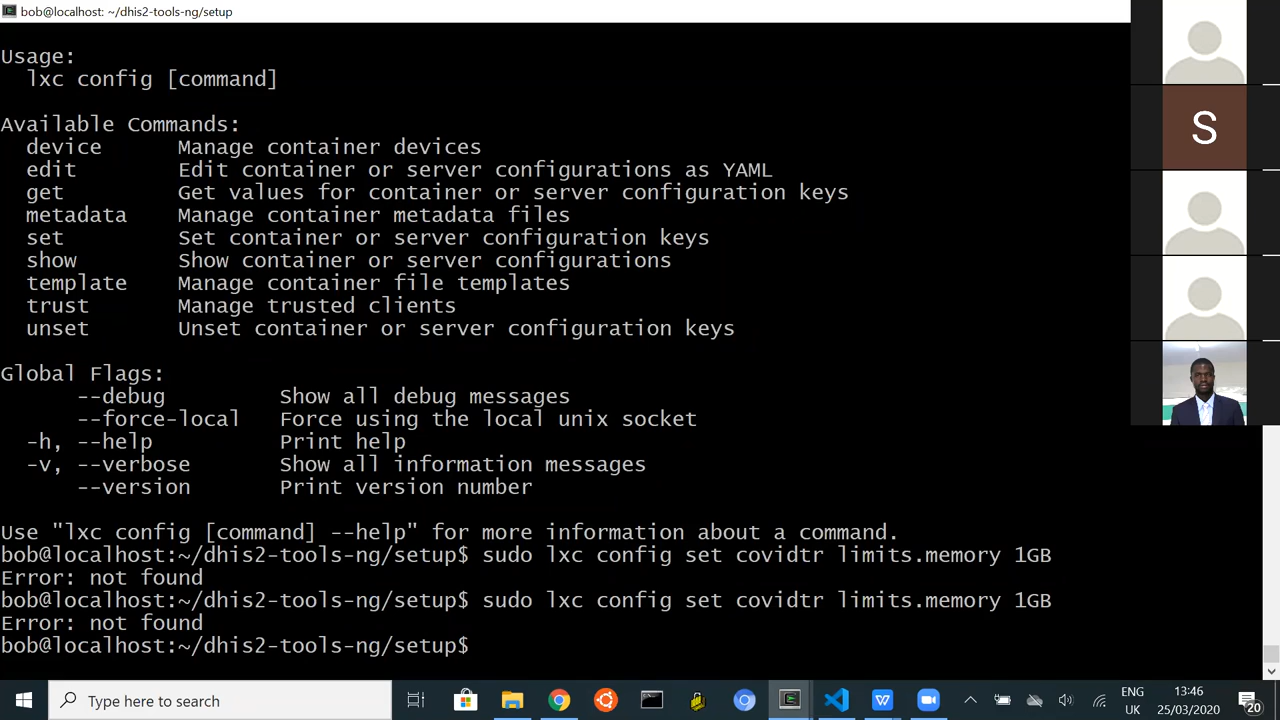 bob@localhost: ~/dhis2-tools-ng/setup
Usage:
lxc config [command]
Available Commands:
device Manage container devices
edit Edit container or server configurations as YAML
get Get values for container or server configuration keys
metadata Manage container metadata files
set Set container or server configuration keys
show Show container or server configurations
template Manage container file templates
trust Manage trusted clients
unset Unset container or server configuration keys
Global Flags:
--debug Show all debug messages
--force-local Force using the local unix socket
-h, --help Print help
-v, --verbose Show all information messages
--version Print version number
Use "lxc config [command] --help" for more information about a command.
bob@localhost:~/dhis2-tools-ng/setup$ sudo lxc config set covidtr limits.memory 1GB
Error: not found
bob@localhost:~/dhis2-tools-ng/setup$ sudo lxc config set covidtr limits.memory 1GB
Error: not found
bob@localhost:~/dhis2-tools-ng/setup$
S
Type here to search
ENG
UK
13:46
25/03/2020
20